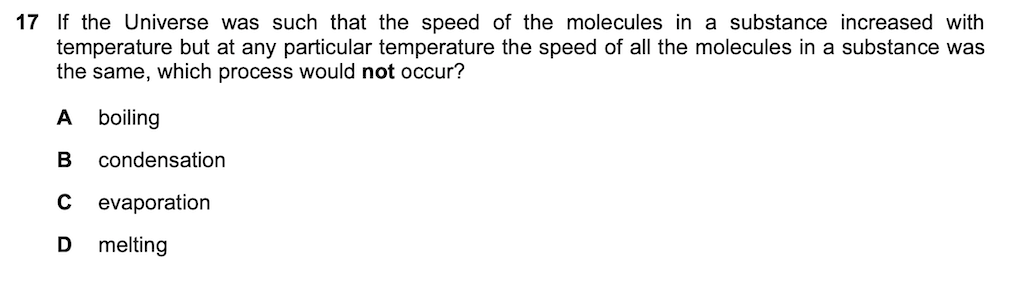 17 If the Universe was such that the speed of the molecules in a substance increased with
temperature but at any particular temperature the speed of all the molecules in a substance was
the same, which process would not occur?
A boiling
B condensation
C evaporation
D melting